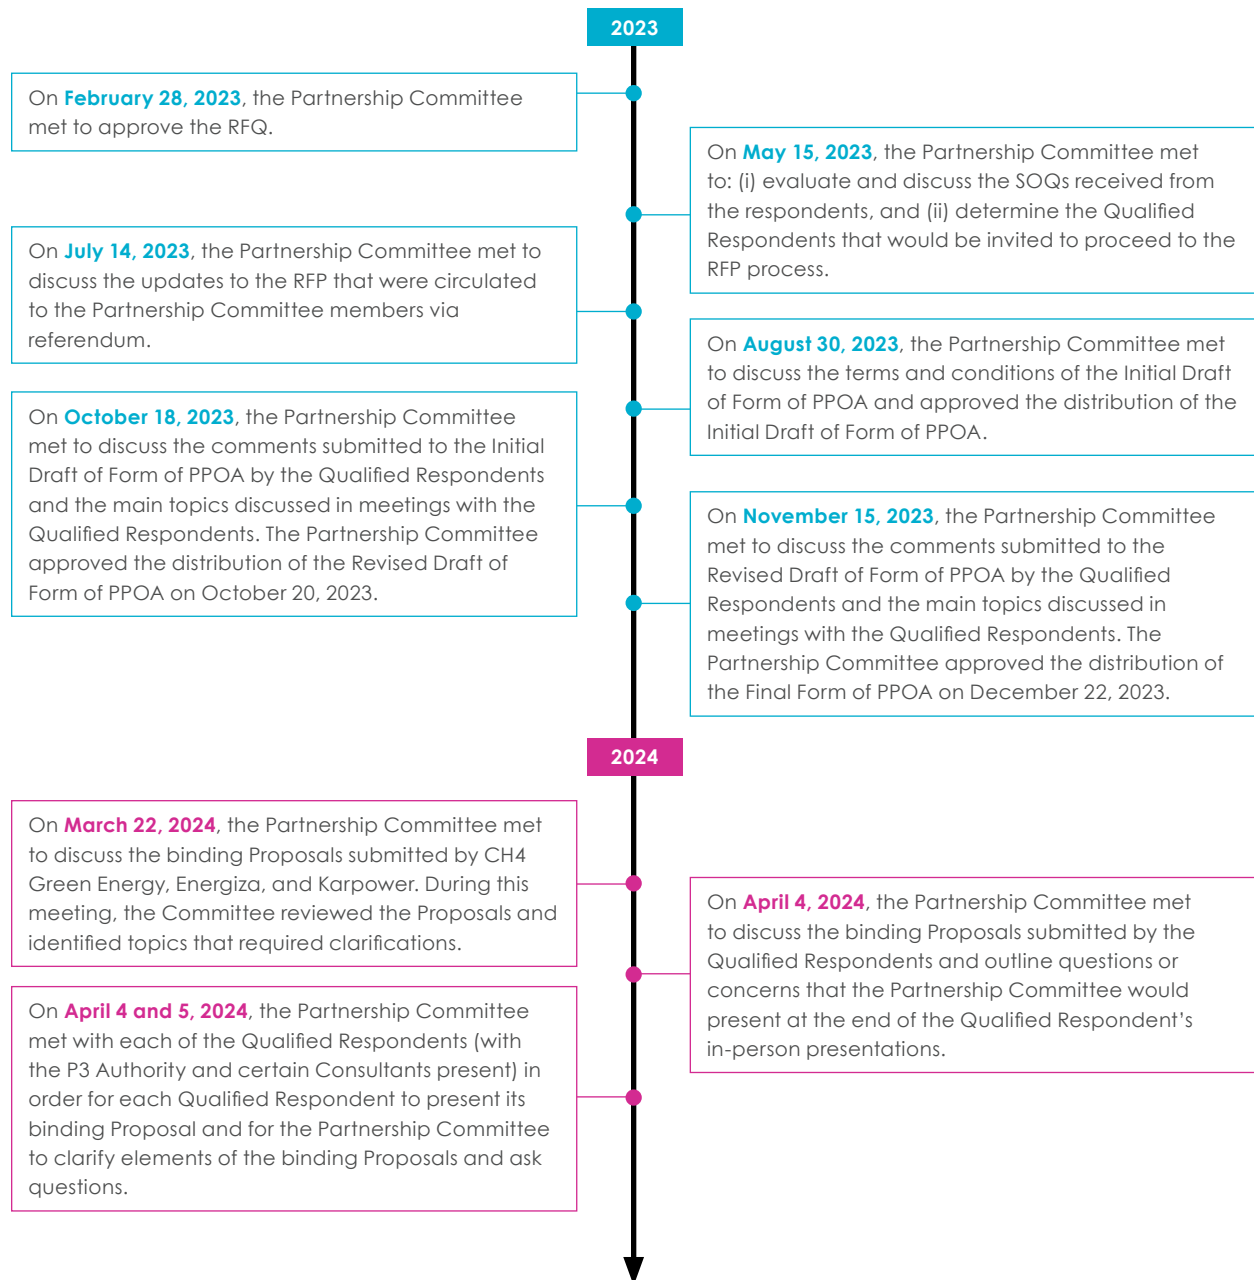 2023
On February 28, 2023, the Partnership Committee
met to approve the RFQ.
On May 15, 2023, the Partnership Committee met
to: (i) evaluate and discuss the SOQs received from
the respondents, and (ii) determine the Qualified
Respondents that would be invited to proceed to the
RFP process.
On July 14, 2023, the Partnership Committee met to
discuss the updates to the RFP that were circulated
to the Partnership Committee members via
referendum.
On August 30, 2023, the Partnership Committee met
to discuss the terms and conditions of the Initial Draft
of Form of PPOA and approved the distribution of the
Initial Draft of Form of PPOA.
On October 18, 2023, the Partnership Committee
met to discuss the comments submitted to the Initial
Draft of Form of PPOA by the Qualified Respondents
and the main topics discussed in meetings with the
Qualified Respondents. The Partnership Committee
approved the distribution of the Revised Draft of
Form of PPOA on October 20, 2023.
On November 15, 2023, the Partnership Committee
met to discuss the comments submitted to the
Revised Draft of Form of PPOA by the Qualified
Respondents and the main topics discussed in
meetings with the Qualified Respondents. The
Partnership Committee approved the distribution of
the Final Form of PPOA on December 22, 2023.
2024
On March 22, 2024, the Partnership Committee met
to discuss the binding Proposals submitted by CH4
Green Energy, Energiza, and Karpower. During this
meeting, the Committee reviewed the Proposals and
identified topics that required clarifications.
On April 4, 2024, the Partnership Committee met
to discuss the binding Proposals submitted by the
Qualified Respondents and outline questions or
concerns that the Partnership Committee would
present at the end of the Qualified Respondent's
in-person presentations.
On April 4 and 5, 2024, the Partnership Committee
met with each of the Qualified Respondents (with
the P3 Authority and certain Consultants present) in
order for each Qualified Respondent to present its
binding Proposal and for the Partnership Committee
to clarify elements of the binding Proposals and ask
questions.